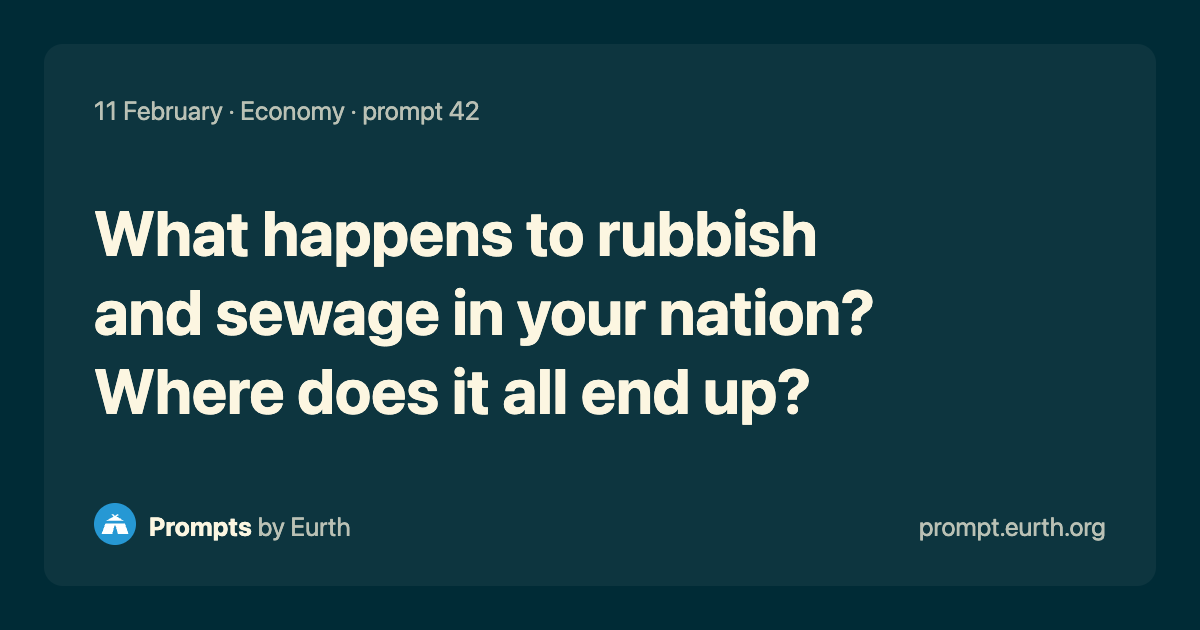 11 February · Economy · prompt 42
What happens to rubbish
and sewage in your nation?
Where does it all end up?
Prompts by Eurth
prompt.eurth.org